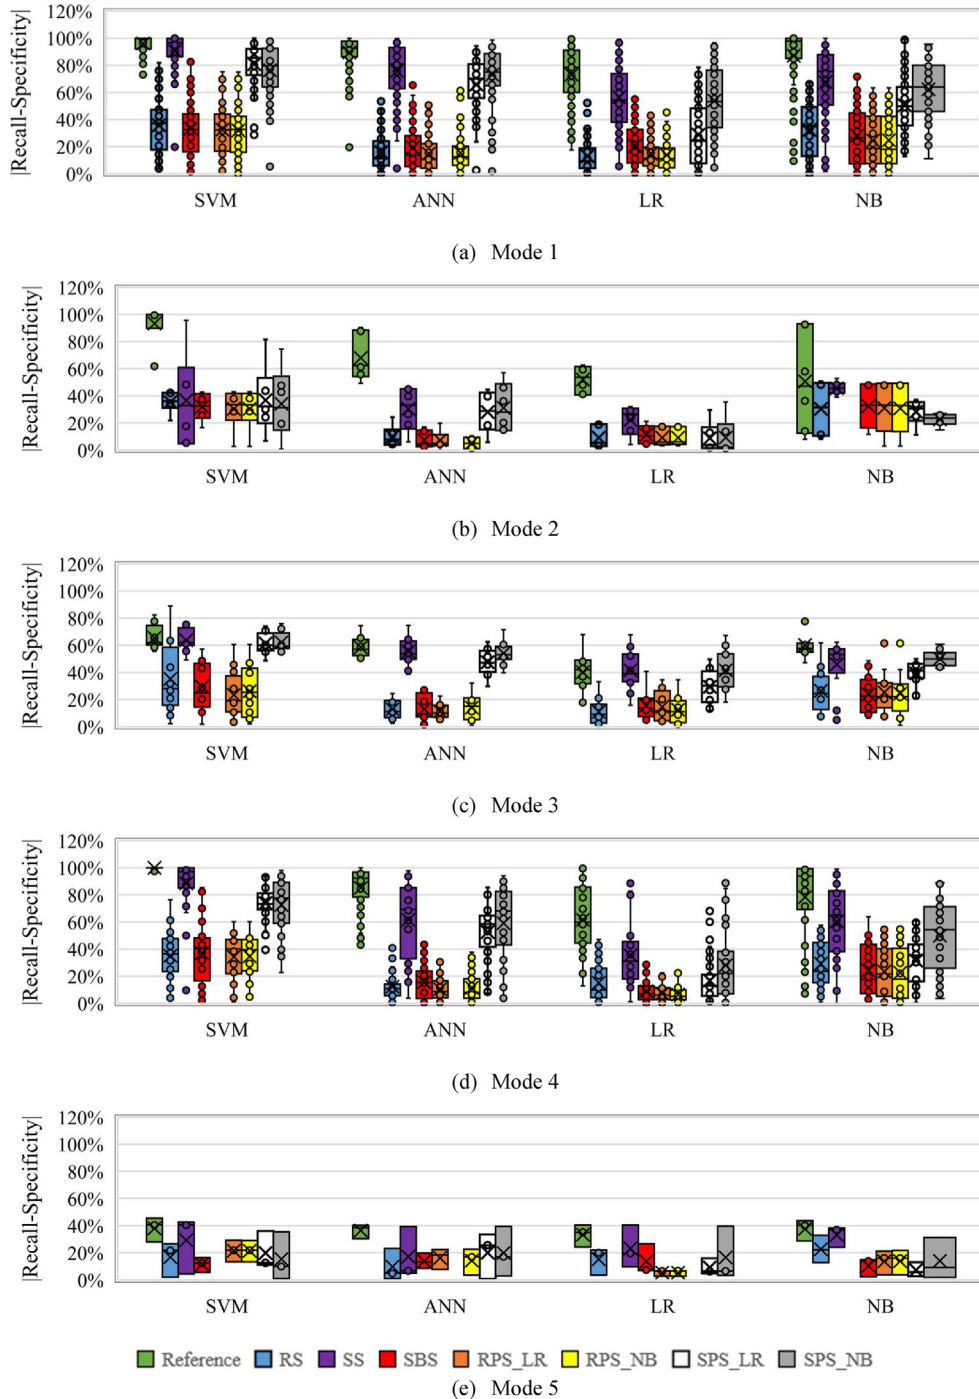 |Recall-Specificity|
120%
100%
80%
60%
40%
20%
0%
SVM ANN LR NB
(a) Mode 1
|Recall-Specificity|
120%
100%
80%
60%
40%
20%
0%
SVM ANN LR NB
(b) Mode 2
|Recall-Specificity|
120%
100%
80%
60%
40%
20%
0%
SVM ANN LR NB
(c) Mode 3
|Recall-Specificity|
120%
100%
80%
60%
40%
20%
0%
SVM ANN LR NB
(d) Mode 4
|Recall-Specificity|
120%
100%
80%
60%
40%
20%
0%
SVM ANN LR NB
Reference RS SS SBS RPS_LR RPS_NB SPS_LR SPS_NB
(e) Mode 5